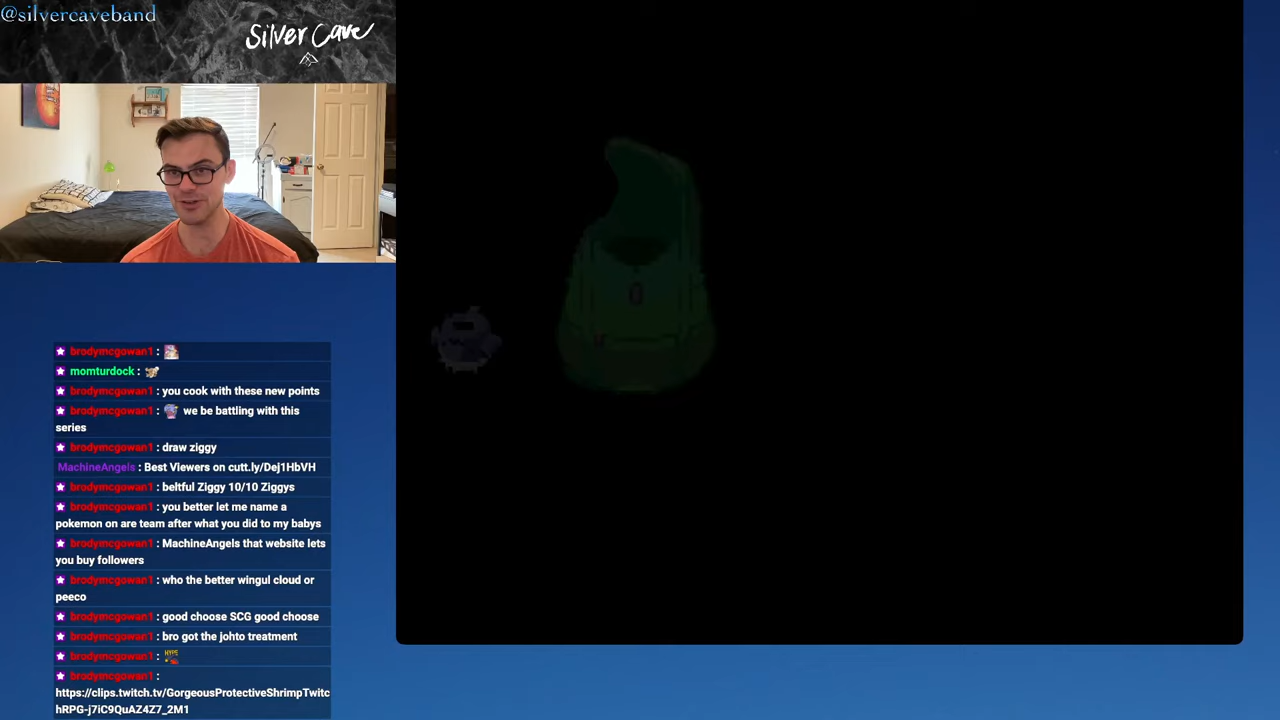 @silvercaveband
Silver Cave
brodymcgowan1 :
momturdock :
brodymcgowan1 : you cook with these new points
brodymcgowan1 : we be battling with this
series
brodymcgowan1 : draw ziggy
MachineAngels : Best Viewers on cutt.ly/Dej1HbVH
brodymcgowan1 : beltful Ziggy 10/10 Ziggys
brodymcgowan1 : you better let me name a
pokemon on are team after what you did to my babys
brodymcgowan1 : MachineAngels that website lets
you buy followers
brodymcgowan1 : who the better wingul cloud or
peeco
brodymcgowan1 : good choose SCG good choose
brodymcgowan1 : bro got the johto treatment
brodymcgowan1 : HYPE
brodymcgowan1 :
https://clips.twitch.tv/GorgeousProtectiveShrimpTwitc
hRPG-j7iC9QuAZ4Z7_2M1